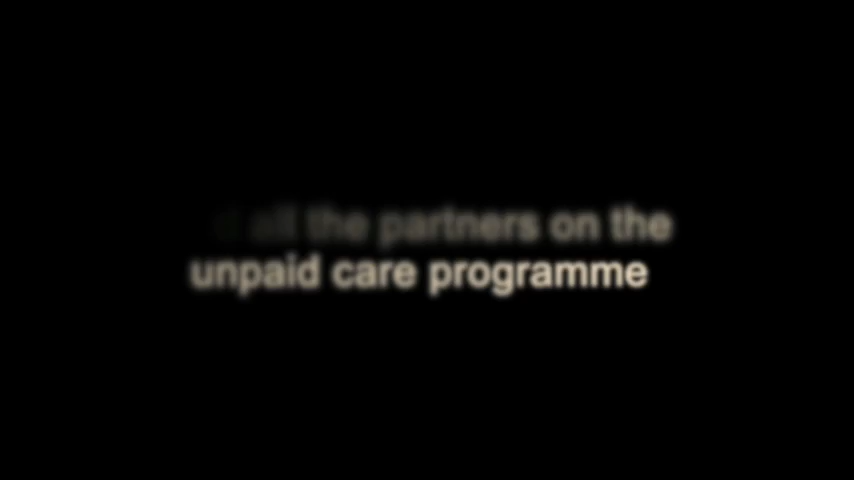 all the partners on the
unpaid care programme